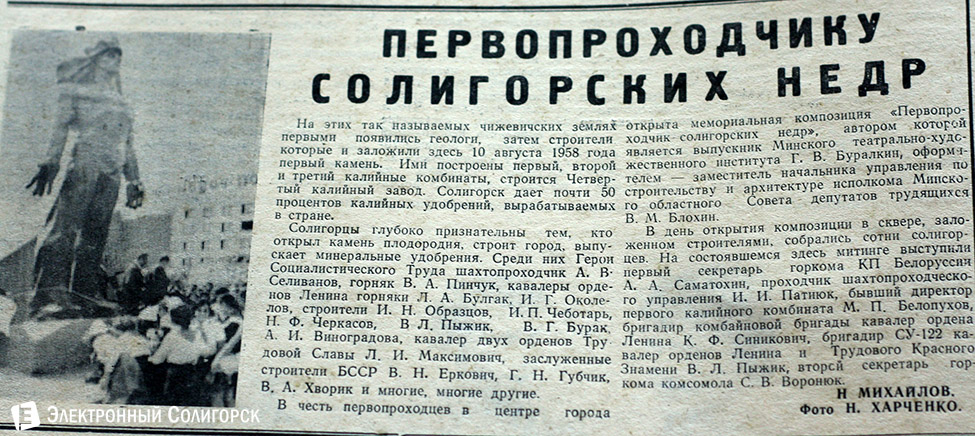 ПЕРВОПРОХОДЧИКУ
СОЛИГОРСКИХ НЕДР
На этих так называемых чижевичских землях
первыми появились геологи, затем строители
которые и заложили здесь 10 августа 1958 года
первый камень. Ими построены первый, второй
и третий калийные комбинаты, строится Четвер-
тый калийный завод. Солигорск дает почти 50
процентов калийных удобрений, вырабатываемых
в стране.
Солигорцы глубоко признательны тем, кто
открыл камень плодородия, строит город, выпу-
скает минеральные удобрения. Среди них Герои
Социалистического Труда шахтопроходчик А. В.
Селиванов, горняк В. А. Пинчук, кавалеры орде-
нов Ленина горняки Л. А. Булгак, И. Г. Околе-
лов, строители И. Н. Образцов, И. П. Чеботарь,
Н. Ф. Черкасов, В Л. Пыжик, В. Г. Бурак,
А. И. Виноградова, кавалер двух орденов Тру
довой Славы Л. И. Максимович, заслуженные
строители БССР В. Н. Еркович, Г. Н. Губчик,
В. А. Хворик и многие, многие другие.
В честь первопроходцев в центре города
открыта мемориальная композиция «Первопро-
ходчик солигорских недр», автором которой
является выпускник Минского театрально-худо-
жественного института Г. В. Буралкин, оформи-
телем — заместитель начальника управления по
строительству и архитектуре исполкома Минско-
го областного Совета депутатов трудящихся
В. М. Блохин.
В день открытия композиции в сквере, зало-
женном строителями, собрались сотни солигор-
цев. На состоявшемся здесь митинге выступили
первый секретарь горкома КП Белоруссии
А. А. Саматохин, проходчик шахтопроходческо-
го управления И. И. Патиюк, бывший директор
первого калийного комбината М. П. Белопухов,
бригадир комбайновой бригады кавалер ордена
Ленина К. Ф. Синикович, бригадир СУ-122 ка
валер орденов Ленина и Трудового Красного
Знамени В. Л. Пыжик, второй секретарь гор
кома комсомола С. В. Воронюк.
Н МИХАЙЛОВ.
Фото Н. ХАРЧЕНКО.
Электронный Солигорск